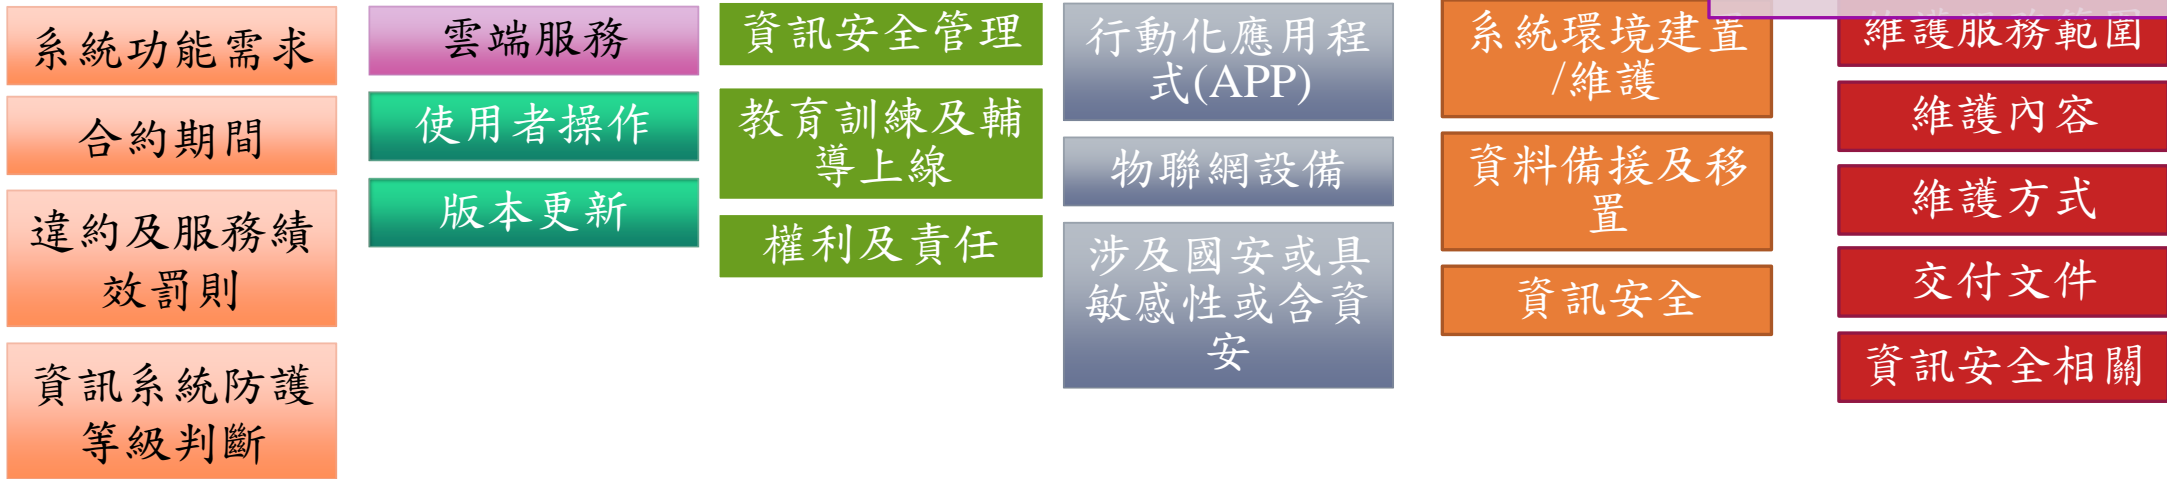 系統功能需求
合約期間
違約及服務績
效罰則
資訊系統防護
等級判斷
雲端服務
使用者操作
版本更新
資訊安全管理
教育訓練及輔
導上線
權利及責任
行動化應用程
式(APP)
物聯網設備
涉及國安或具
敏感性或含資
安
系統環境建置
/維護
資料備援及移
置
資訊安全
維護服務範圍
維護內容
維護方式
交付文件
資訊安全相關